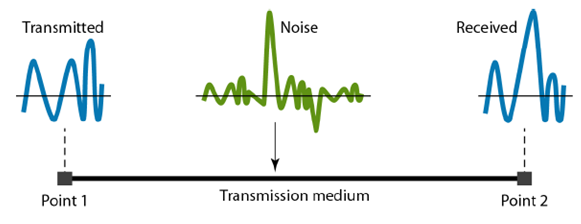 Transmitted
Noise
Received
Point 1
Transmission medium
Point 2